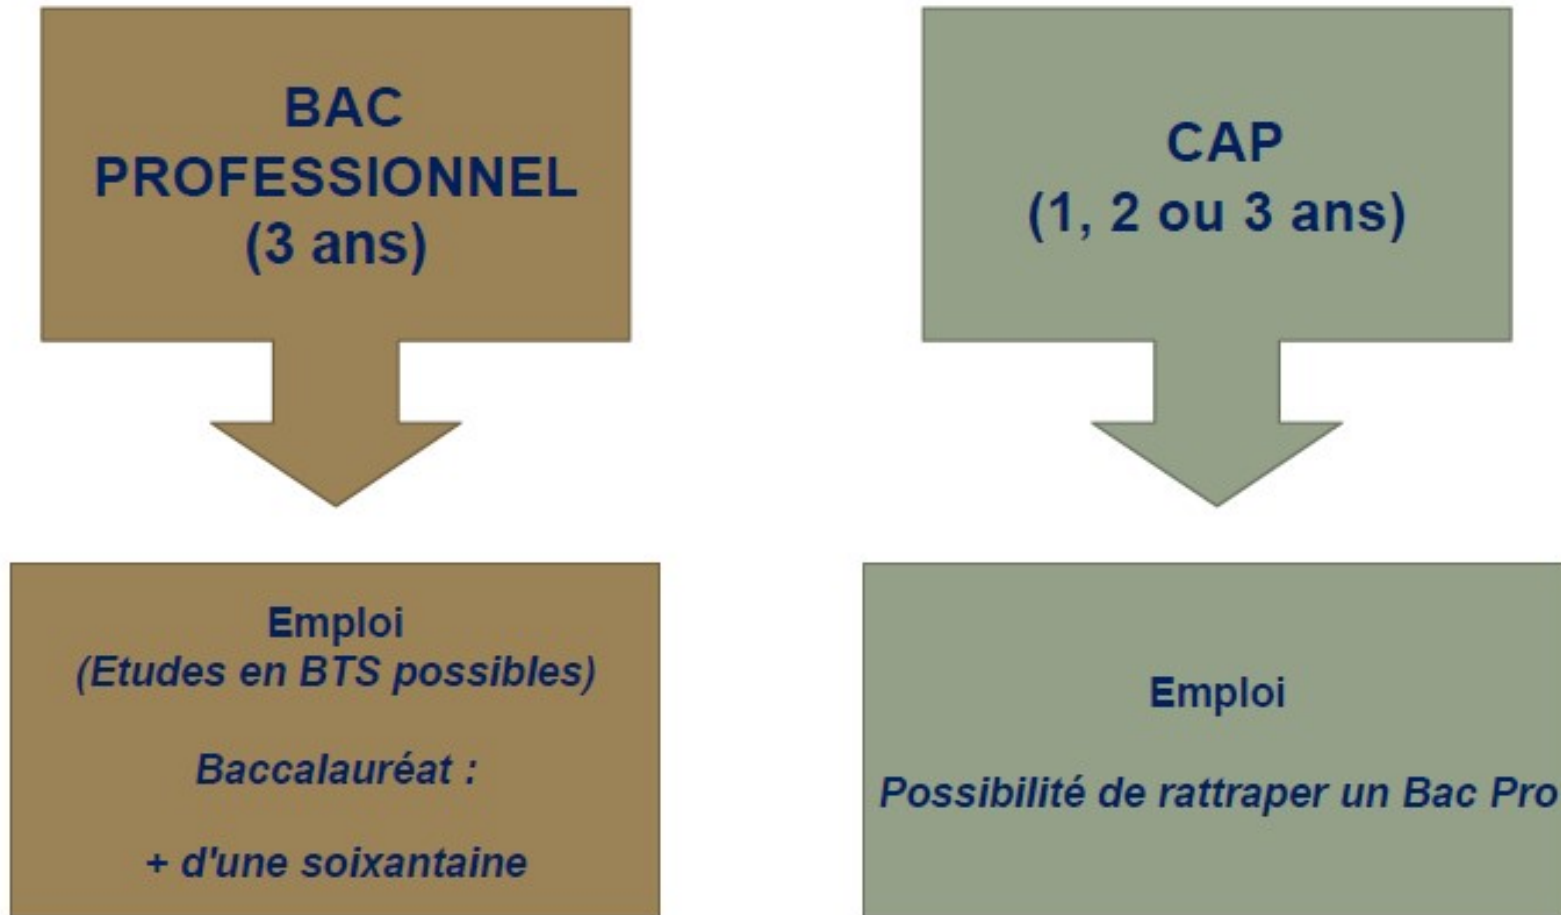 BAC
PROFESSIONNEL
(3 ans)
CAP
(1, 2 ou 3 ans)
Emploi
(Etudes en BTS possibles)
Baccalauréat :
+ d'une soixantaine
Emploi
Possibilité de rattraper un Bac Pro